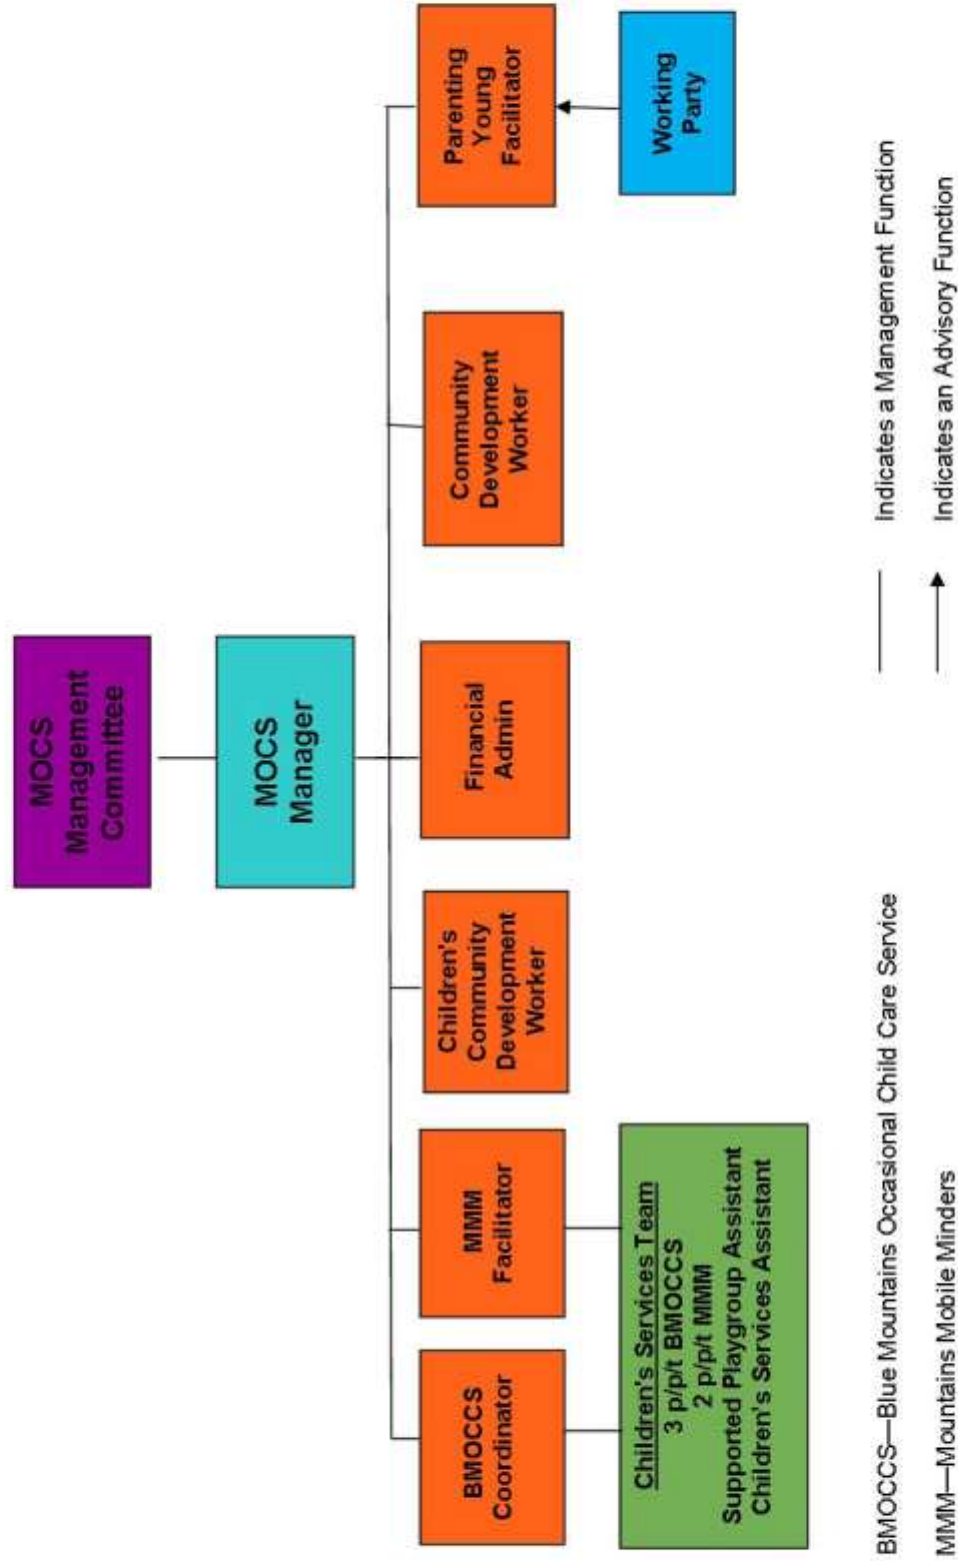 MOCS
Management
Committee
MOCS
Manager
BMOCCS
Coordinator
MMM
Facilitator
Children's
Community
Development
Worker
Financial
Admin
Community
Development
Worker
Parenting
Young
Facilitator
Children's Services Team
3 p/p/t BMOCCS
2 p/p/t MMM
Supported Playgroup Assistant
Children's Services Assistant
Working
Party
BMOCCS—Blue Mountains Occasional Child Care Service
MMM—Mountains Mobile Minders
Indicates a Management Function
Indicates an Advisory Function